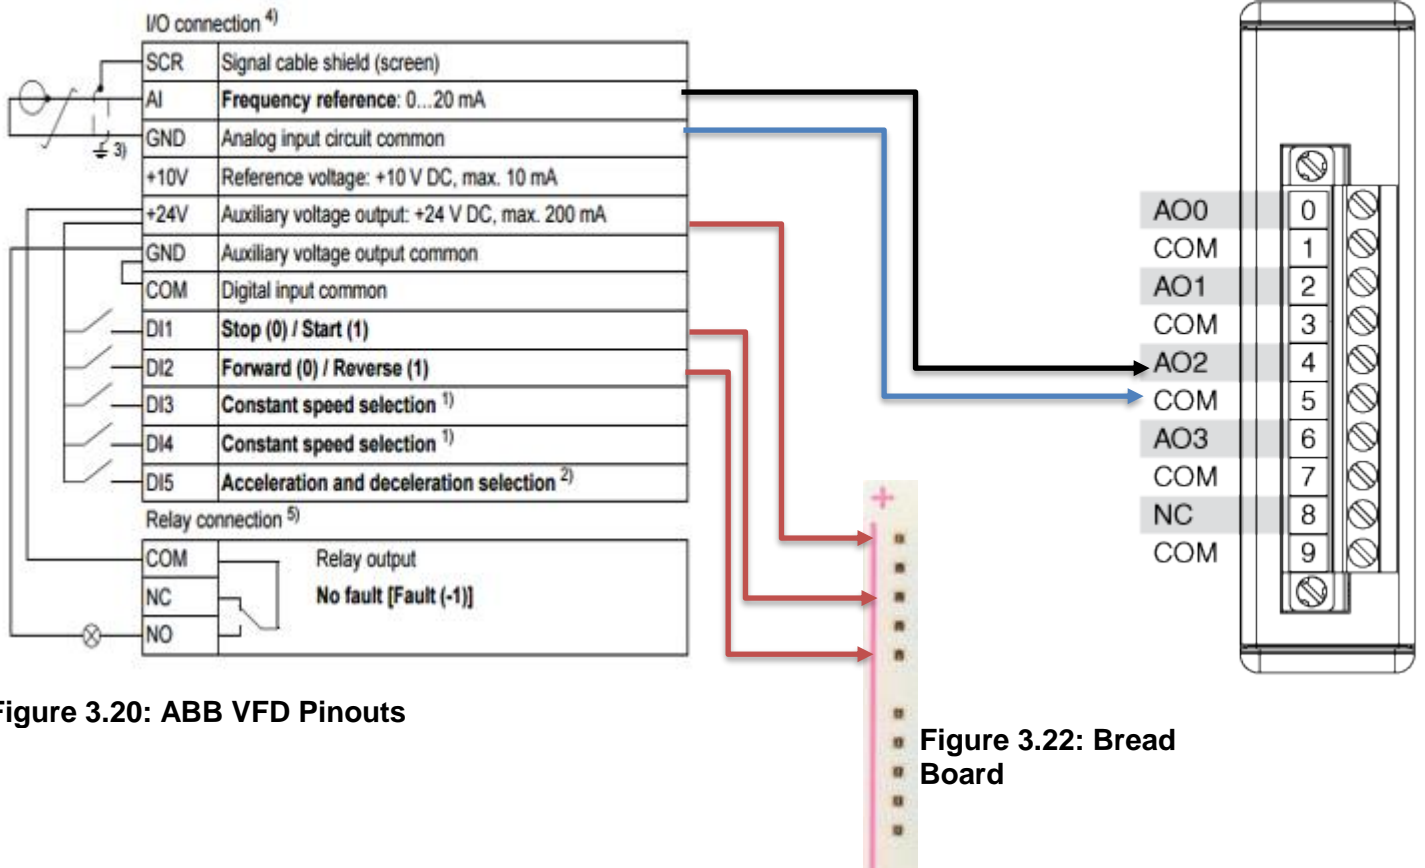 I/O connection 4)
SCR Signal cable shield (screen)
AI Frequency reference: 0...20 mA
GND Analog input circuit common
3)
+10V Reference voltage: +10 V DC, max. 10 mA
+24V Auxiliary voltage output: +24 V DC, max. 200 mA
GND Auxiliary voltage output common
COM Digital input common
DI1 Stop (0) / Start (1)
DI2 Forward (0) / Reverse (1)
DI3 Constant speed selection 1)
DI4 Constant speed selection 1)
DI5 Acceleration and deceleration selection 2)
Relay connection 5)
COM Relay output
NC No fault [Fault (-1)]
NO
AO0 0
COM 1
AO1 2
COM 3
AO2 4
COM 5
AO3 6
COM 7
NC 8
COM 9
+
Figure 3.20: ABB VFD Pinouts
Figure 3.22: Bread
Board